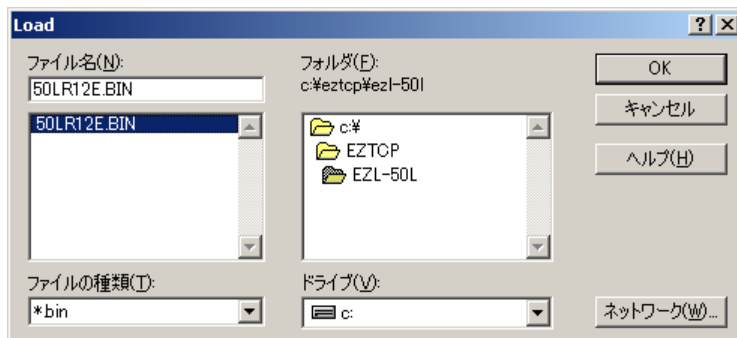 Load
ファイル名(N):
50LR12E.BIN
50LR12E.BIN
ファイルの種類(T):
*.bin
フォルダ(F):
c:¥eztcp¥ezl-50l
c:¥
EZTCP
EZL-50L
ドライブ(V):
c:
OK
キャンセル
ヘルプ(H)
ネットワーク(W)...